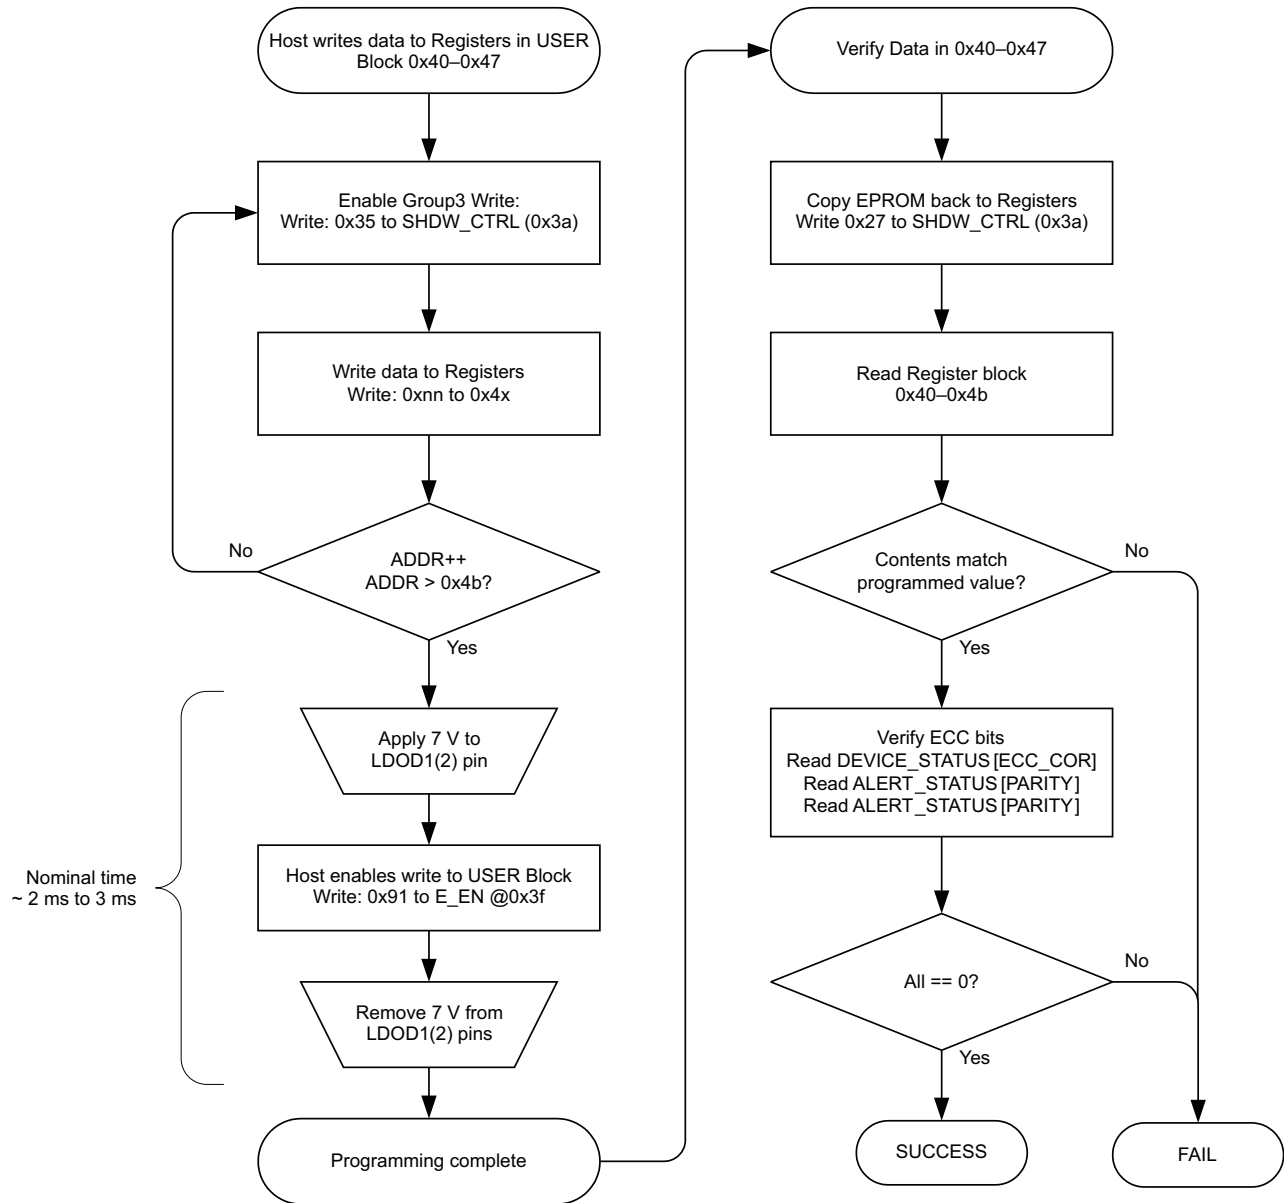 Host writes data to Registers in USER
Block 0x40–0x47
Enable Group3 Write:
Write: 0x35 to SHDW_CTRL (0x3a)
Write data to Registers
Write: 0xnn to 0x4x
No
ADDR++
ADDR > 0x4b?
Yes
Apply 7 V to
LDOD1(2) pin
Nominal time
~ 2 ms to 3 ms
Host enables write to USER Block
Write: 0x91 to E_EN @0x3f
Remove 7 V from
LDOD1(2) pins
Programming complete
Verify Data in 0x40–0x47
Copy EPROM back to Registers
Write 0x27 to SHDW_CTRL (0x3a)
Read Register block
0x40–0x4b
Contents match
programmed value?
No
Yes
Verify ECC bits
Read DEVICE_STATUS [ECC_COR]
Read ALERT_STATUS [PARITY]
Read ALERT_STATUS [PARITY]
All == 0?
No
Yes
SUCCESS
FAIL